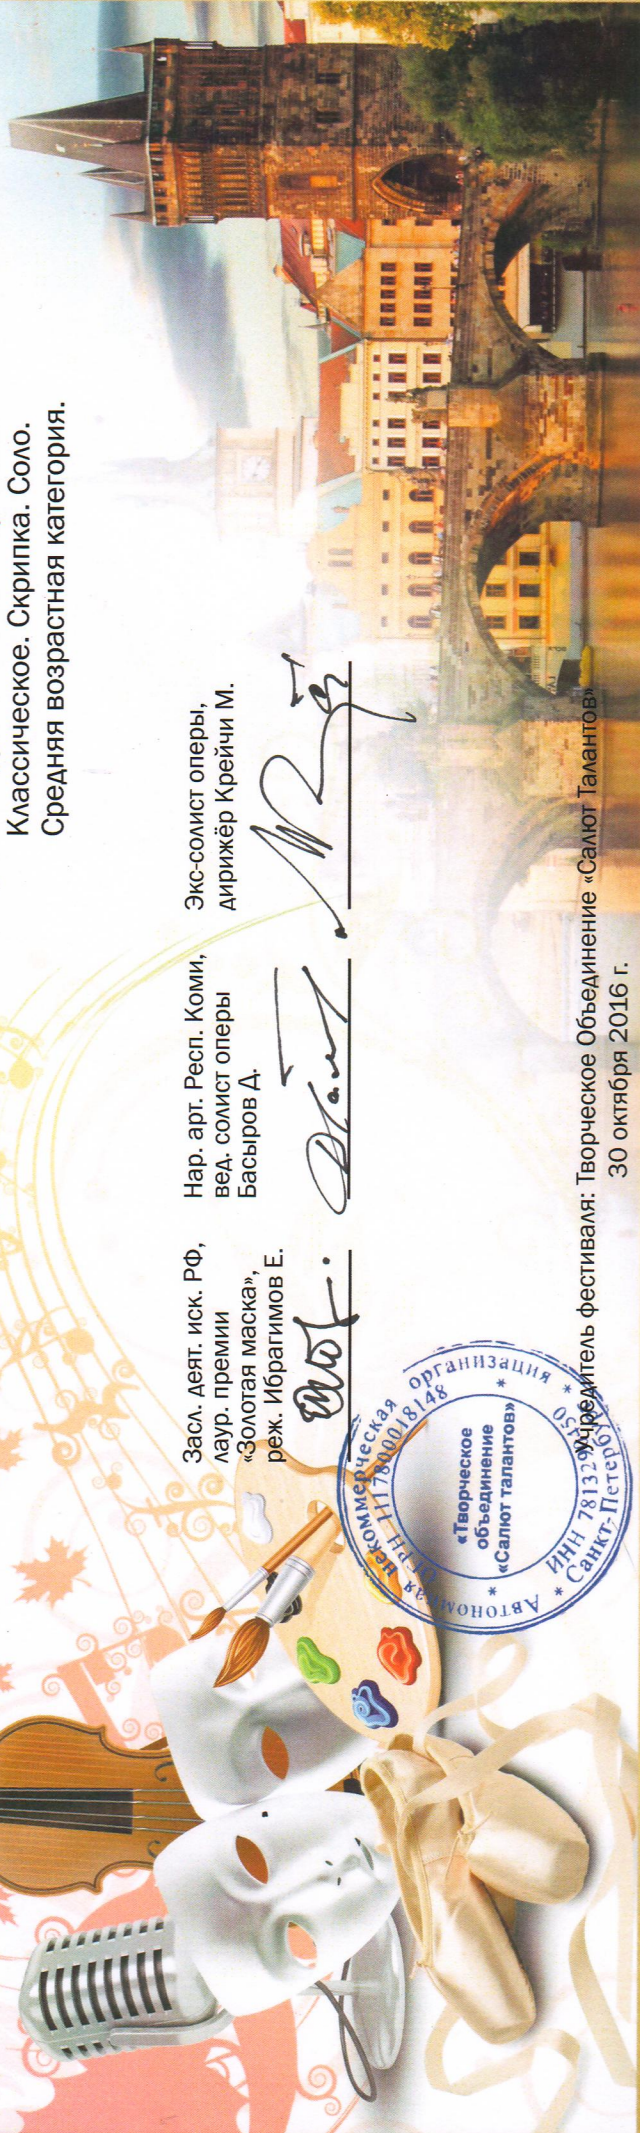 Классическое. Скрипка. Соло.
Средняя возрастная категория.
Засл. деят. иск. РФ,
лаур. премии
«Золотая маска»,
реж. Ибрагимов Е.
Нар. арт. Респ. Коми,
вед. солист оперы
Басыров Д.
Экс-солист оперы,
дирижёр Крейчи М.
Автономная некоммерческая организация
* Санкт-Петербург *
ОГРН 1117800018148
ИНН
«Творческое
объединение
«Салют талантов»
Учредитель фестиваля: Творческое Объединение «Салют Талантов»
30 октября 2016 г.